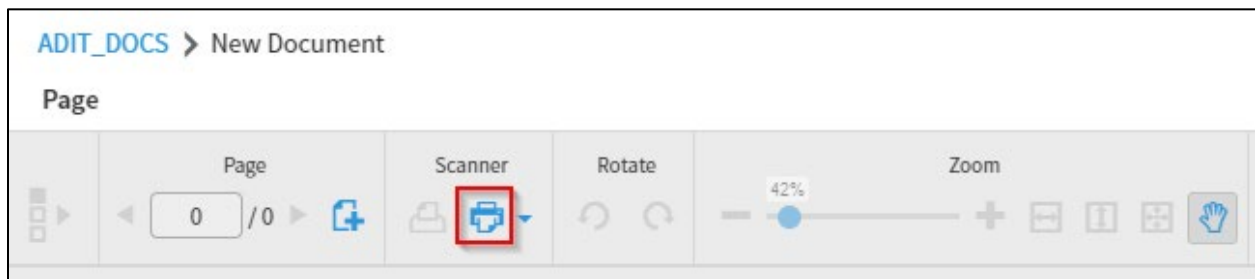 ADIT_DOCS > New Document
Page
Page Scanner Rotate Zoom
42%
0 / 0